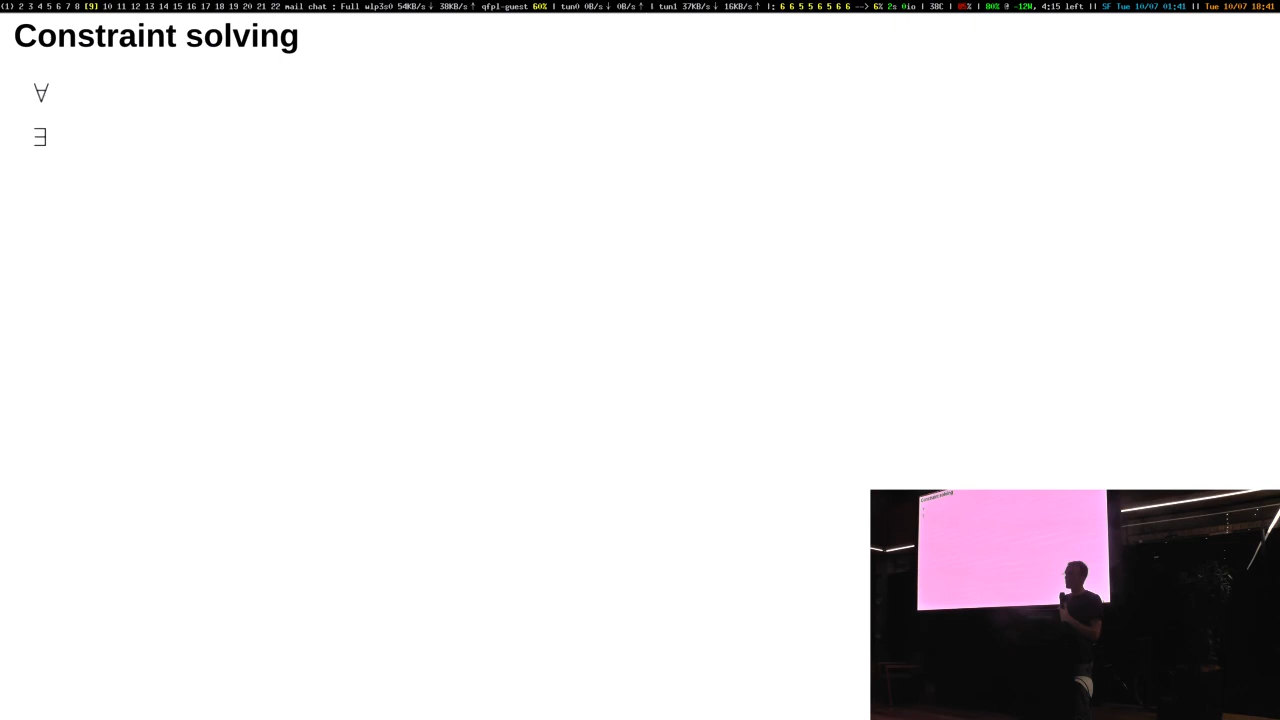 (1) 2 3 4 5 6 7 8 [9] 10 11 12 13 14 15 16 17 18 19 20 21 22 mail chat : Full wlp3s0 54KB/s↓ 38KB/s↑ qfpl-guest 60% | tun0 0B/s↓ 0B/s↑ | tun1 37KB/s↓ 16KB/s↑ |: 6 6 5 5 6 5 6 6 --> 6% 2s 0io | 38C | % | 80% @ -12W, 4:15 left || SF Tue 10/07 01:41 || Tue 10/07 18:41
Constraint solving
∀
∃
Constraint solving